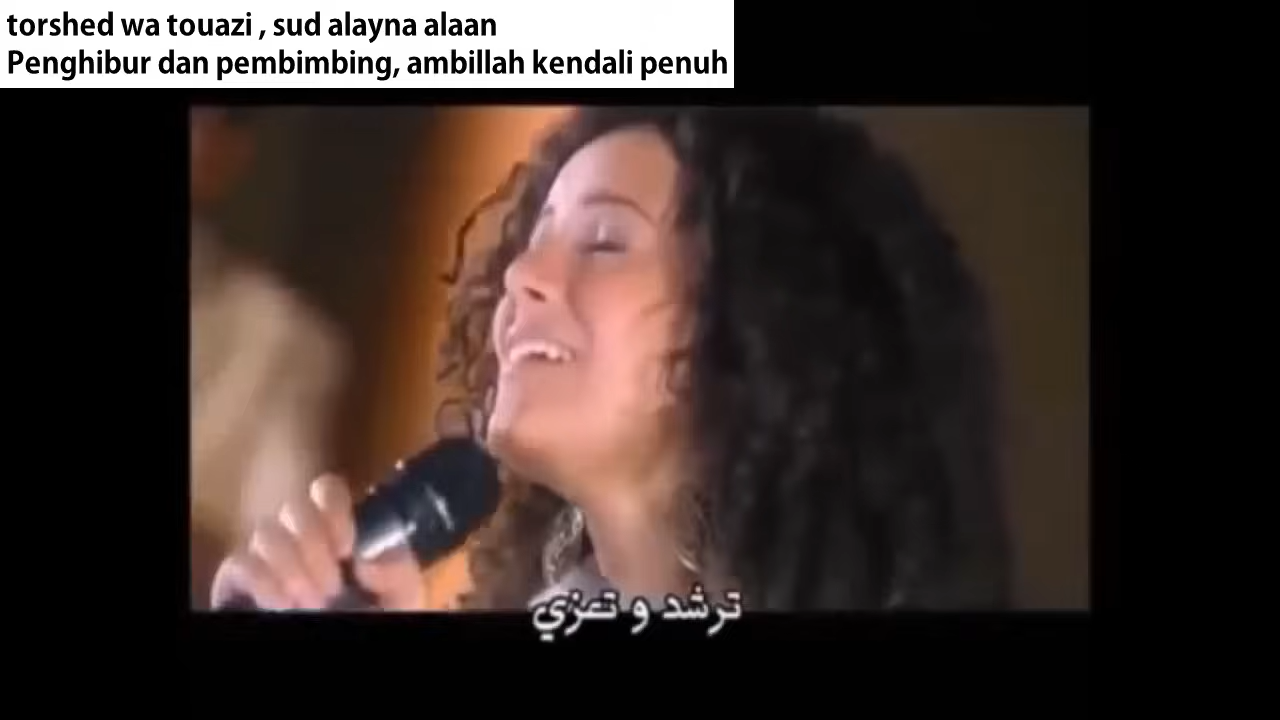 torshed wa touazi , sud alayna alaan
Penghibur dan pembimbing, ambillah kendali penuh
ترشد و تعزي